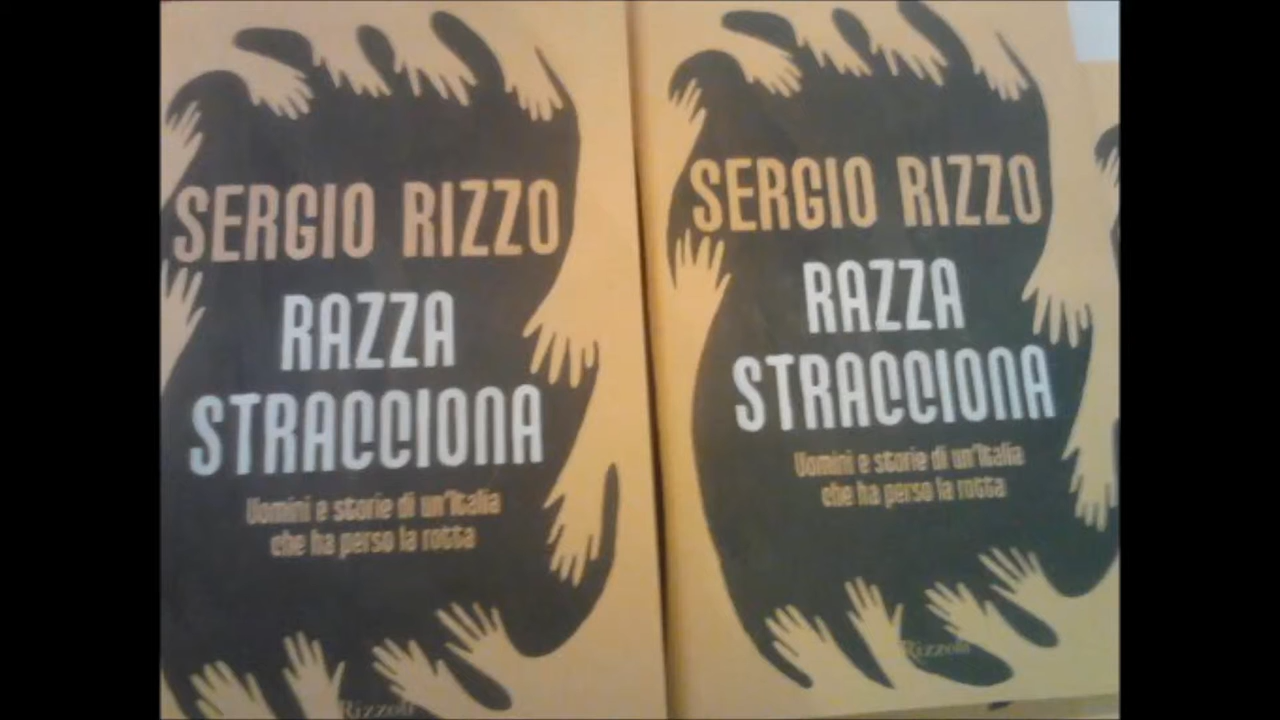 SERGIO RIZZO
RAZZA
STRACCIONA
Uomini e storie di un'Italia
che ha perso la rotta
Rizzoli
SERGIO RIZZO
RAZZA
STRACCIONA
Uomini e storie di un'Italia
che ha perso la rotta
Rizzoli